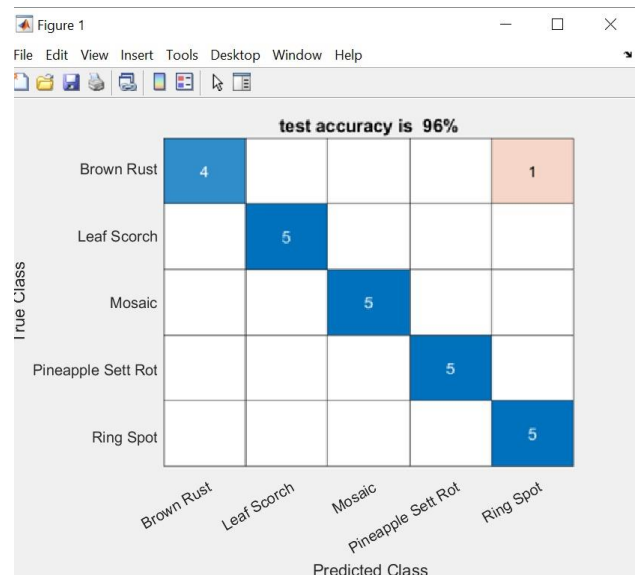 Figure 1
File Edit View Insert Tools Desktop Window Help
test accuracy is 96%
Brown Rust 4 1
Leaf Scorch 5
Mosaic 5
Pineapple Sett Rot 5
Ring Spot 5
True Class
Brown Rust Leaf Scorch Mosaic Pineapple Sett Rot Ring Spot
Predicted Class